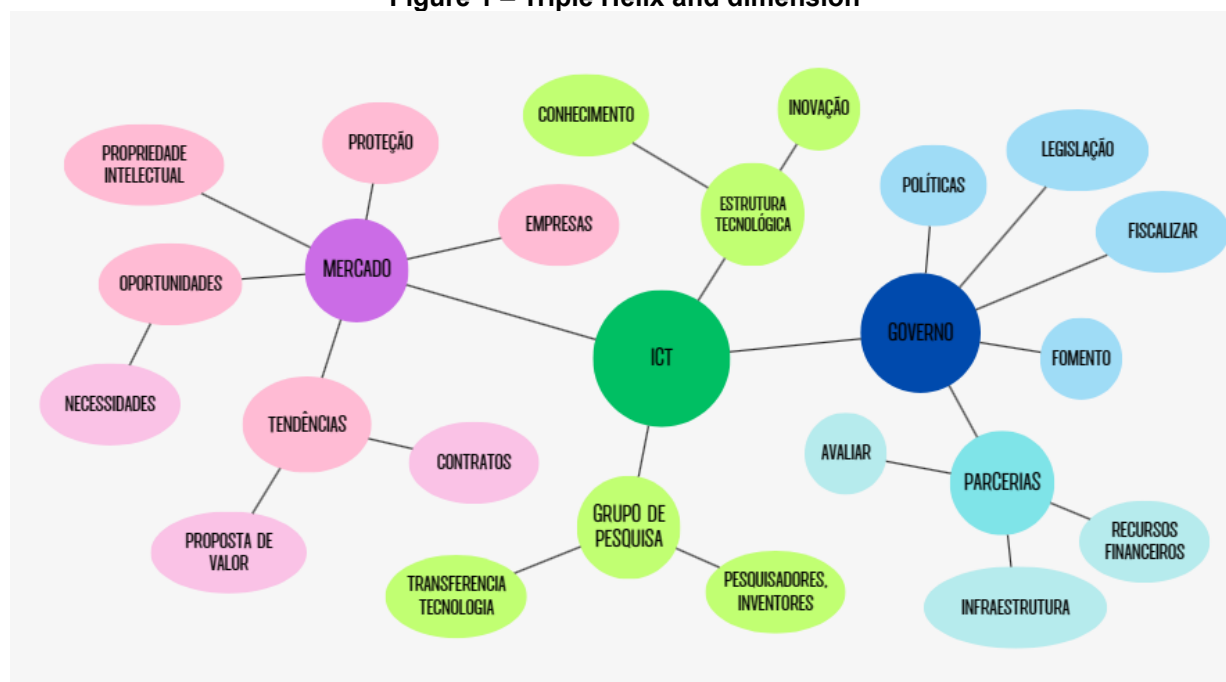 Figure 1 – Triple Helix and dimension
PROPRIEDADE
INTELECTUAL
PROTEÇÃO
EMPRESAS
OPORTUNIDADES
MERCADO
NECESSIDADES
TENDÊNCIAS
CONTRATOS
PROPOSTA DE
VALOR
CONHECIMENTO
INOVAÇÃO
ESTRUTURA
TECNOLÓGICA
ICT
GRUPO DE
PESQUISA
TRANSFERENCIA
TECNOLOGIA
PESQUISADORES,
INVENTORES
POLÍTICAS
LEGISLAÇÃO
FISCALIZAR
GOVERNO
FOMENTO
AVALIAR
PARCERIAS
RECURSOS
FINANCEIROS
INFRAESTRUTURA